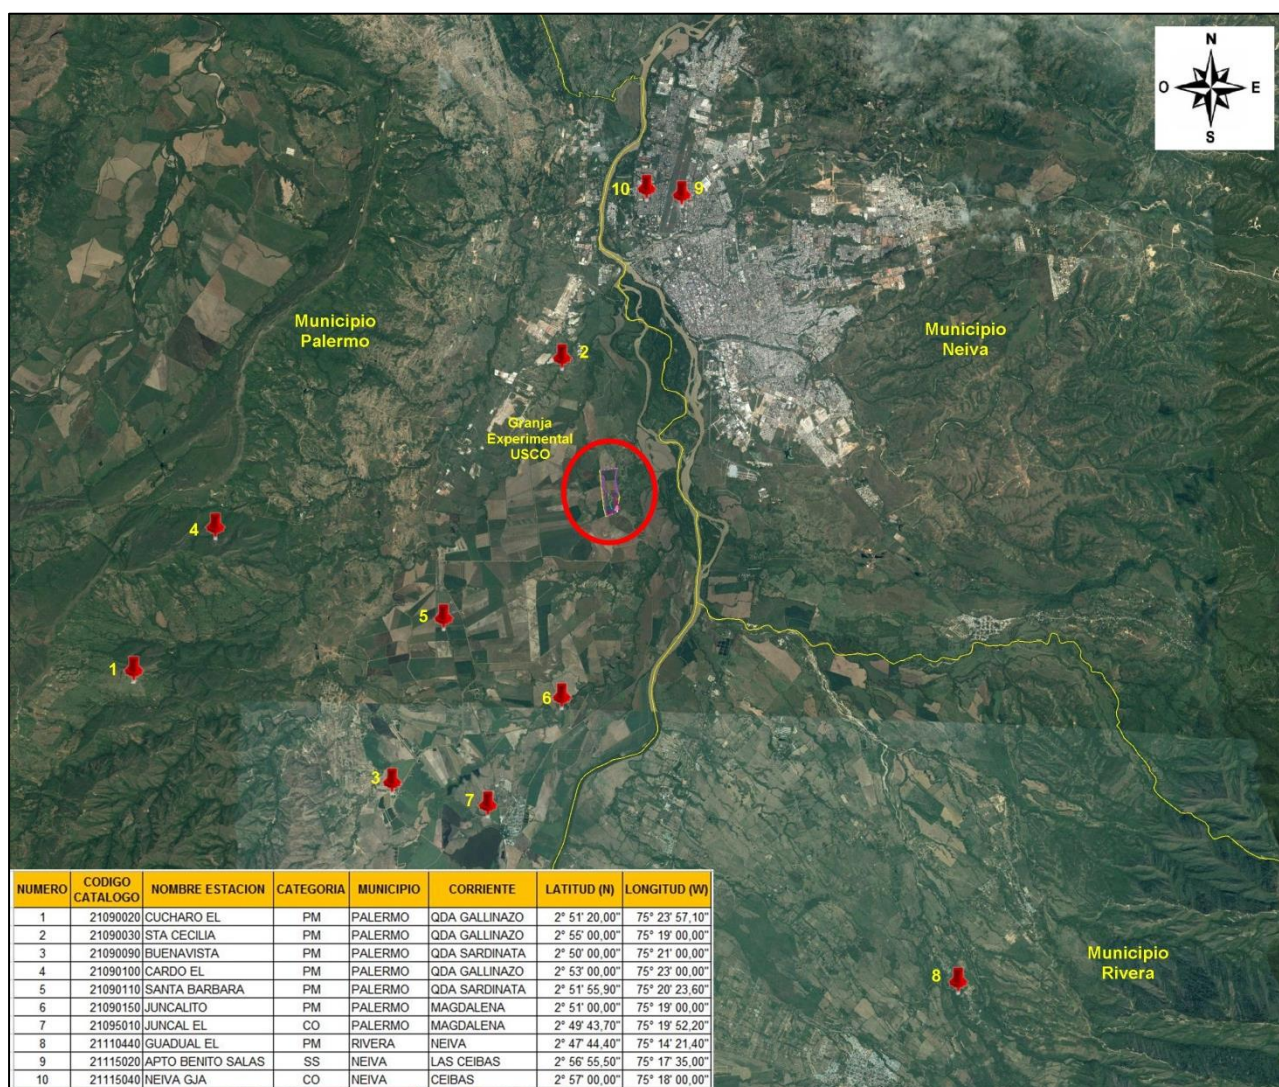 N
O E
S
10 9
Municipio
Palermo
Municipio
Neiva
2
Granja
Experimental
USCO
4
5
1
6
3
7
8
Municipio
Rivera
NUMERO CODIGO CATALOGO NOMBRE ESTACION CATEGORIA MUNICIPIO CORRIENTE LATITUD (N) LONGITUD (W)
1 21090020 CUCHARO EL PM PALERMO QDA GALLINAZO 2° 51' 20,00" 75° 23' 57,10"
2 21090030 STA CECILIA PM PALERMO QDA GALLINAZO 2° 55' 00,00" 75° 19' 00,00"
3 21090090 BUENAVISTA PM PALERMO QDA SARDINATA 2° 50' 00,00" 75° 21' 00,00"
4 21090100 CARDO EL PM PALERMO QDA GALLINAZO 2° 53' 00,00" 75° 23' 00,00"
5 21090110 SANTA BARBARA PM PALERMO QDA SARDINATA 2° 51' 55,90" 75° 20' 23,60"
6 21090150 JUNCALITO PM PALERMO MAGDALENA 2° 51' 00,00" 75° 19' 00,00"
7 21095010 JUNCAL EL CO PALERMO MAGDALENA 2° 49' 43,70" 75° 19' 52,20"
8 21110440 GUADUAL EL PM RIVERA NEIVA 2° 47' 44,40" 75° 14' 21,40"
9 21115020 APTO BENITO SALAS SS NEIVA LAS CEIBAS 2° 56' 55,50" 75° 17' 35,00"
10 21115040 NEIVA GJA CO NEIVA CEIBAS 2° 57' 00,00" 75° 18' 00,00"